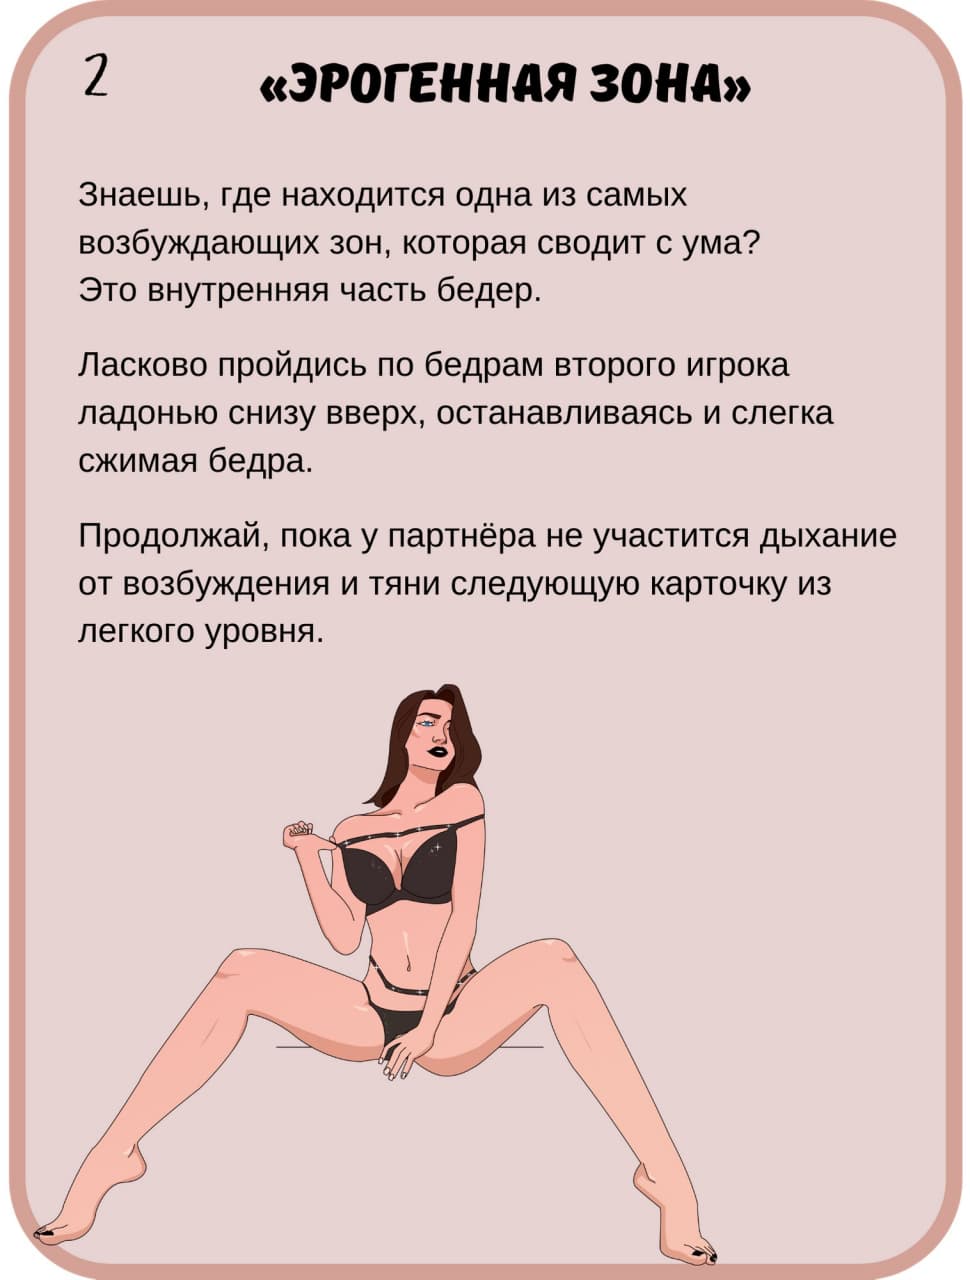 2
«ЭРОГЕННАЯ ЗОНА»
Знаешь, где находится одна из самых
возбуждающих зон, которая сводит с ума?
Это внутренняя часть бедер.
Ласково пройдись по бедрам второго игрока
ладонью снизу вверх, останавливаясь и слегка
сжимая бедра.
Продолжай, пока у партнёра не участится дыхание
от возбуждения и тяни следующую карточку из
легкого уровня.